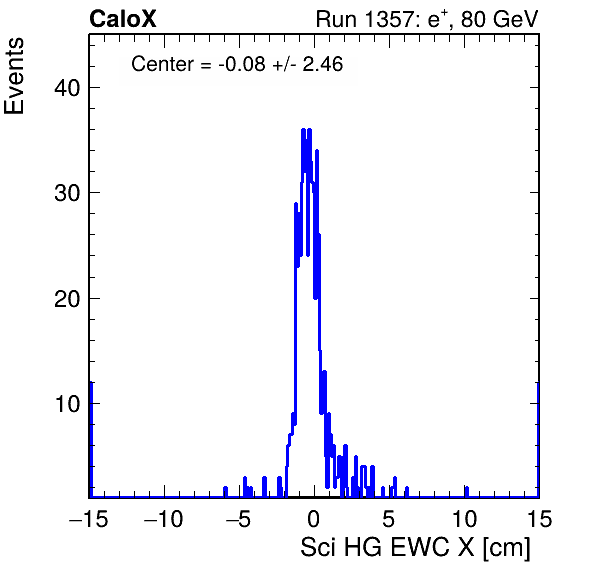 CaloX Run 1357: e⁺, 80 GeV
Events
Center = -0.08 +/- 2.46
40
30
20
10
−15 −10 −5 0 5 10 15
Sci HG EWC X [cm]